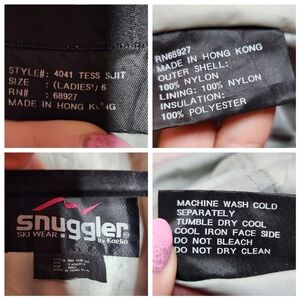 STYLE#: 4041 TESS SJIT
SIZE : (LADIES') 6
RN# : 68927
MADE IN HONG KONG
RN68927
MADE IN HONG KONG
OUTER SHELL:
100% NYLON
LINING: 100% NYLON
INSULATION:
100% POLYESTER
snuggler
SKI WEAR By Kaelin
MACHINE WASH COLD
SEPARATELY
TUMBLE DRY COOL
COOL IRON FACE SIDE
DO NOT BLEACH
DO NOT DRY CLEAN